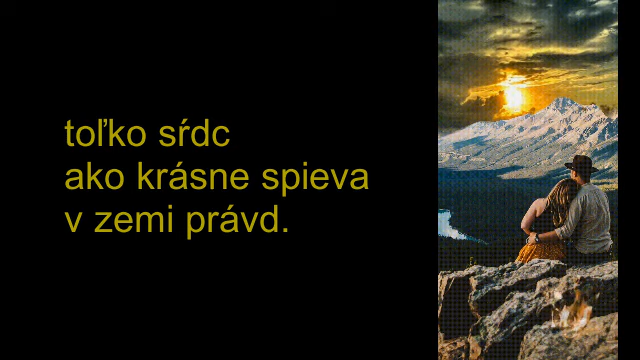 toľko sŕdc
ako krásne spieva
v zemi právd.